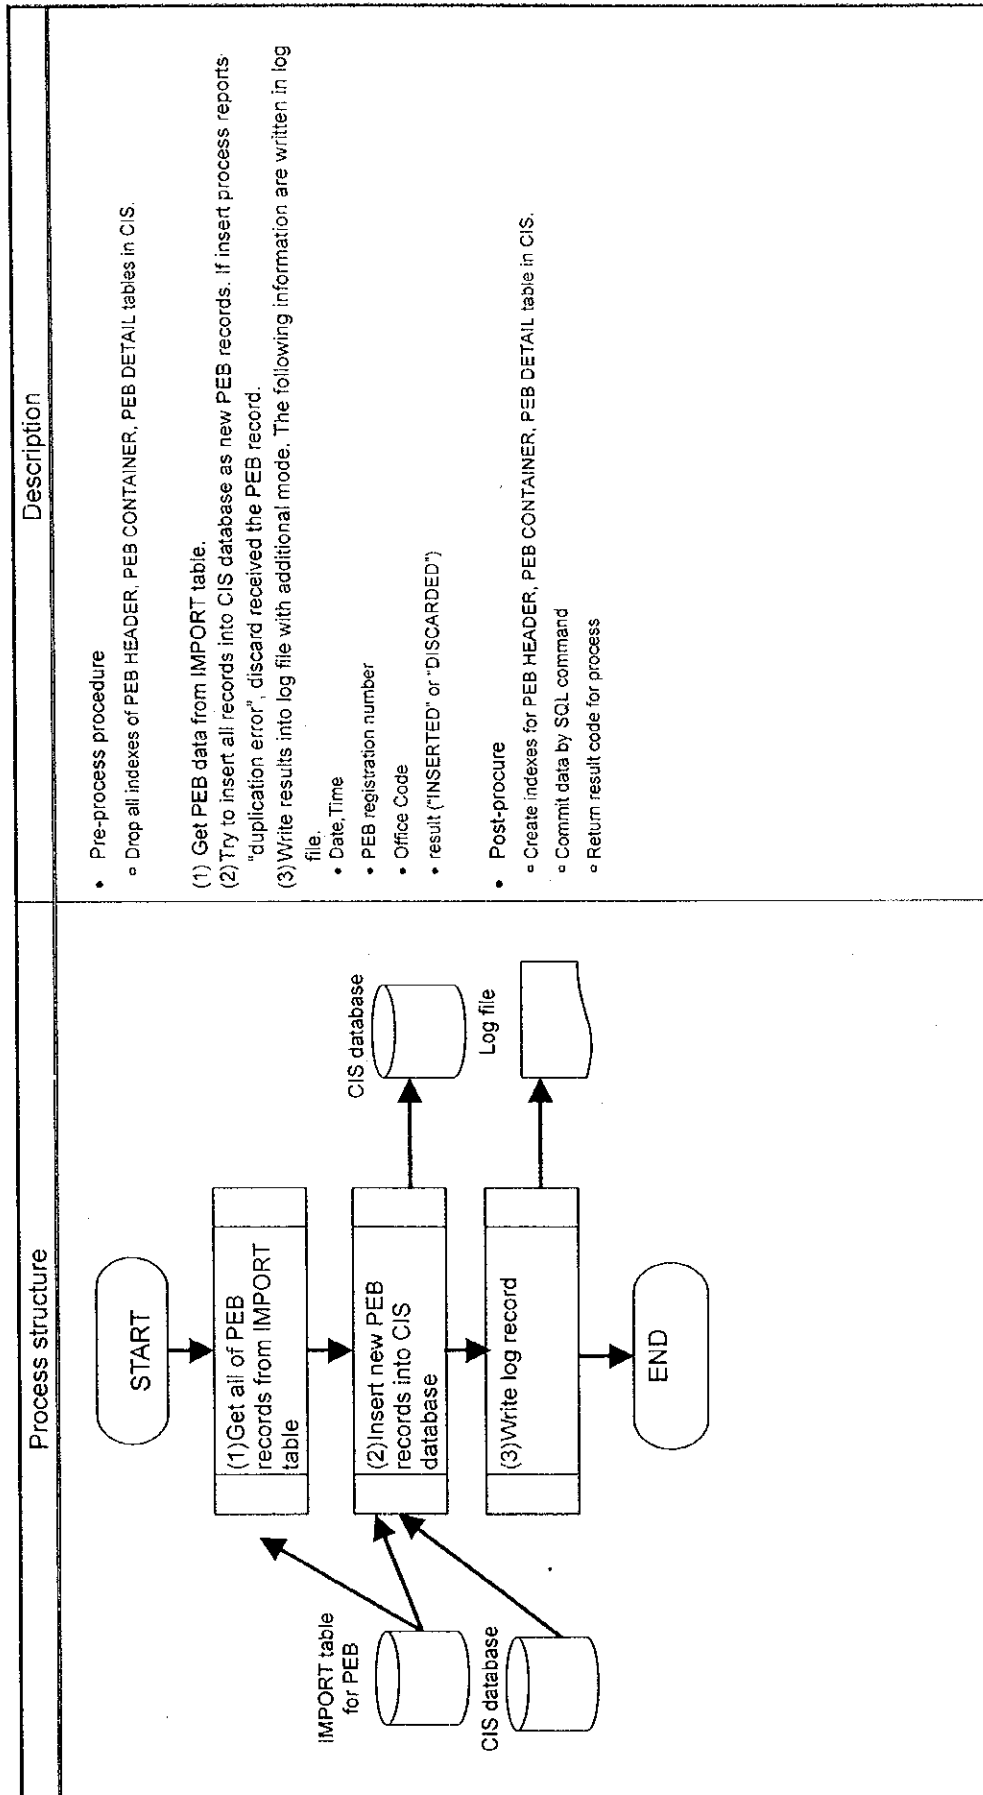 Process structure
Description
START
(1)Get all of PEB
records from IMPORT
table
(2)Insert new PEB
records into CIS
database
(3)Write log record
END
IMPORT table
for PEB
CIS database
CIS database
Log file
• Pre-process procedure
Drop all indexes of PEB HEADER, PEB CONTAINER, PEB DETAIL tables in CIS.
(1) Get PEB data from IMPORT table.
(2)Try to insert all records into CIS database as new PEB records. If insert process reports
"duplication error", discard received the PEB record.
(3)Write results into log file with additional mode. The following information are written in log
file.
• Date,Time
• PEB registration number
• Office Code
• result ("INSERTED" or "DISCARDED")
• Post-procure
Create indexes for PEB HEADER, PEB CONTAINER, PEB DETAIL table in CIS.
Commit data by SQL command
Return result code for process